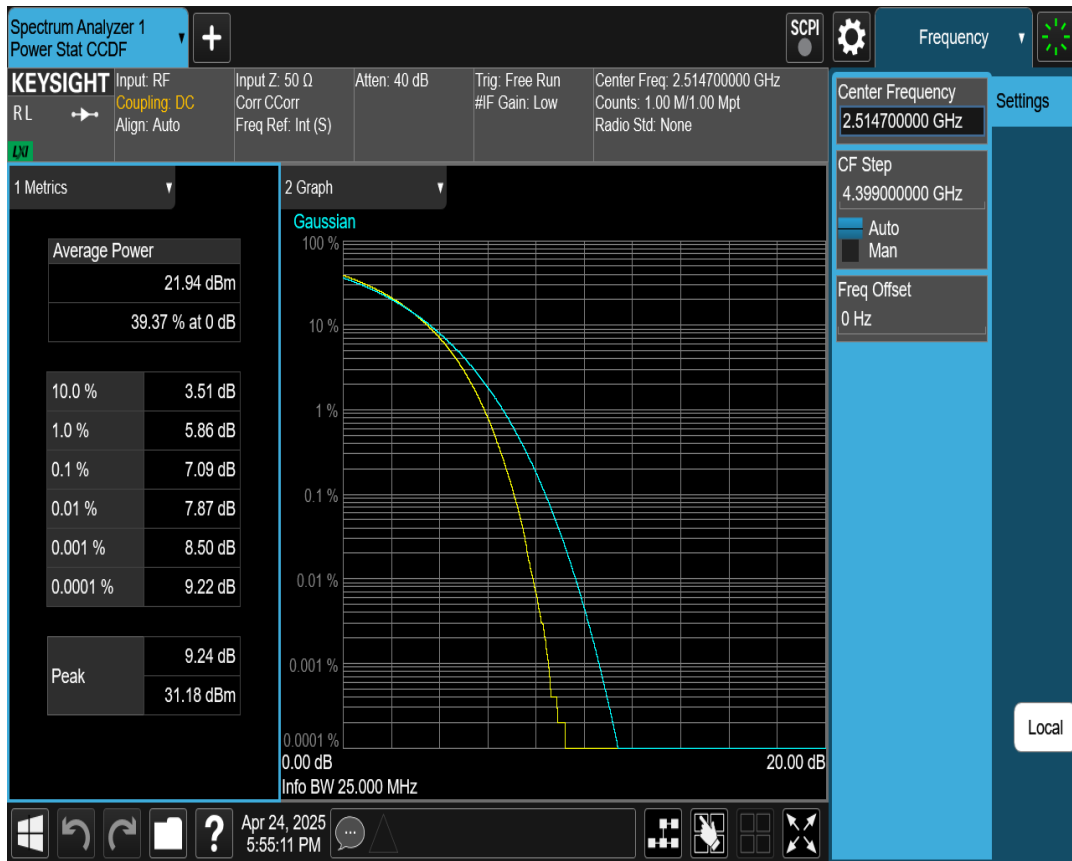 Spectrum Analyzer 1
Power Stat CCDF
+
SCPI
Frequency
KEYSIGHT
RL
LXI
Input: RF
Coupling: DC
Align: Auto
Input Z: 50 Ω
Corr CCorr
Freq Ref: Int (S)
Atten: 40 dB
Trig: Free Run
#IF Gain: Low
Center Freq: 2.514700000 GHz
Counts: 1.00 M/1.00 Mpt
Radio Std: None
Center Frequency
2.514700000 GHz
Settings
CF Step
4.399000000 GHz
Auto
Man
Freq Offset
0 Hz
Local
1 Metrics
Average Power
21.94 dBm
39.37 % at 0 dB
10.0 % 3.51 dB
1.0 % 5.86 dB
0.1 % 7.09 dB
0.01 % 7.87 dB
0.001 % 8.50 dB
0.0001 % 9.22 dB
Peak
9.24 dB
31.18 dBm
2 Graph
Gaussian
100 %
10 %
1 %
0.1 %
0.01 %
0.001 %
0.0001 %
0.00 dB 20.00 dB
Info BW 25.000 MHz
?
Apr 24, 2025
5:55:11 PM